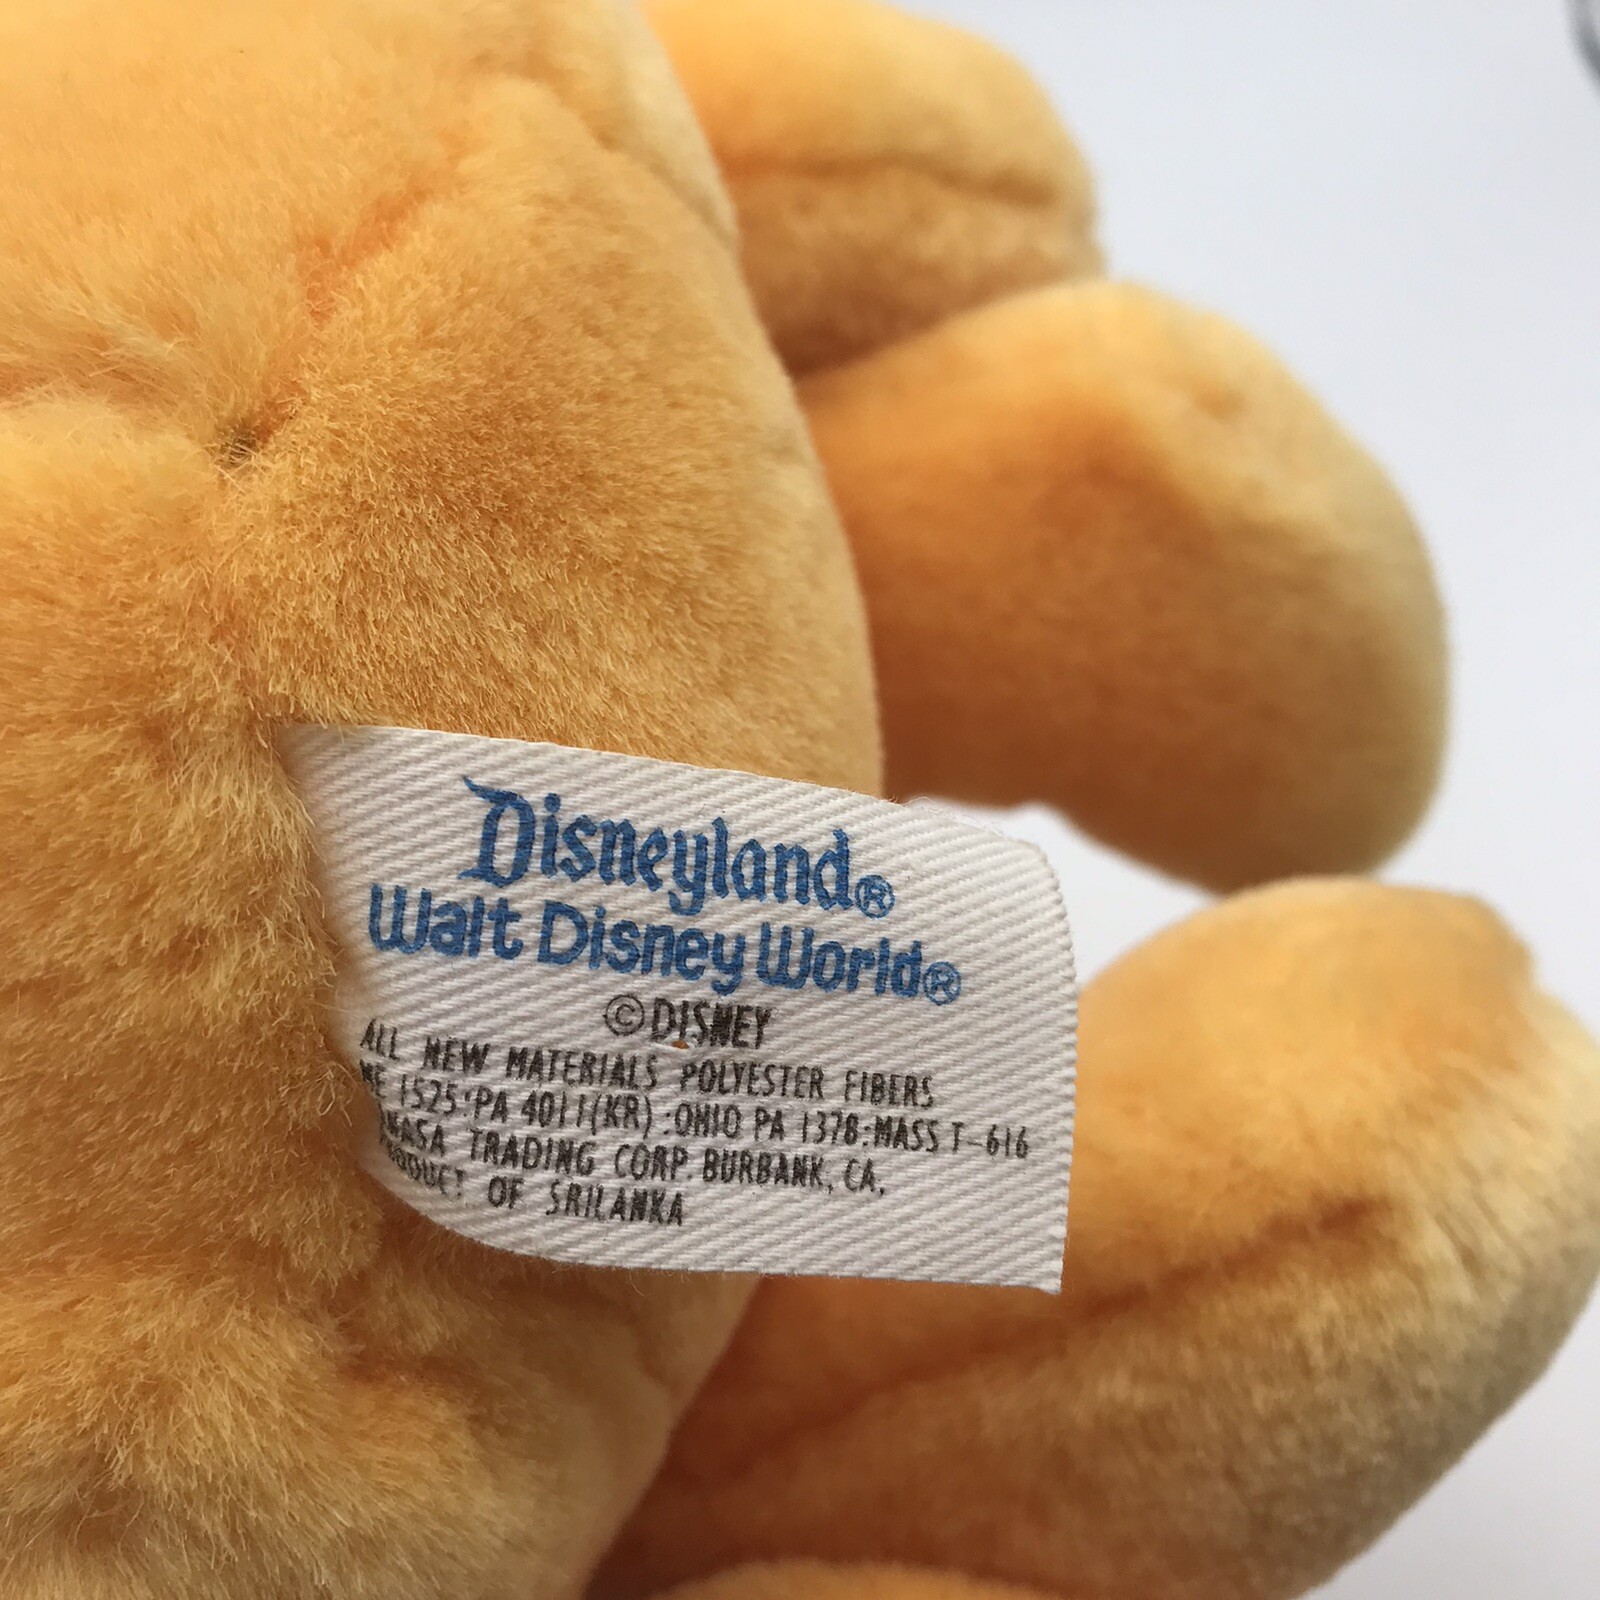 Disneyland®
Walt Disney World®
© DISNEY
ALL NEW MATERIALS POLYESTER FIBERS
1525:PA 4011(KR):OHIO PA 1378:MASS T-616
TRADING CORP. BURBANK, CA,
OF SRILANKA